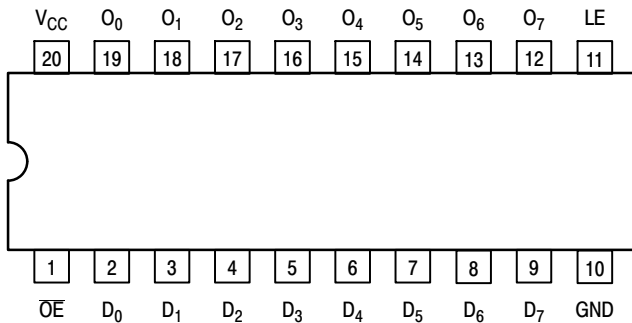 V_CC O₀ O₁ O₂ O₃ O₄ O₅ O₆ O₇ LE
20 19 18 17 16 15 14 13 12 11
1 2 3 4 5 6 7 8 9 10
O̅E̅ D₀ D₁ D₂ D₃ D₄ D₅ D₆ D₇ GND